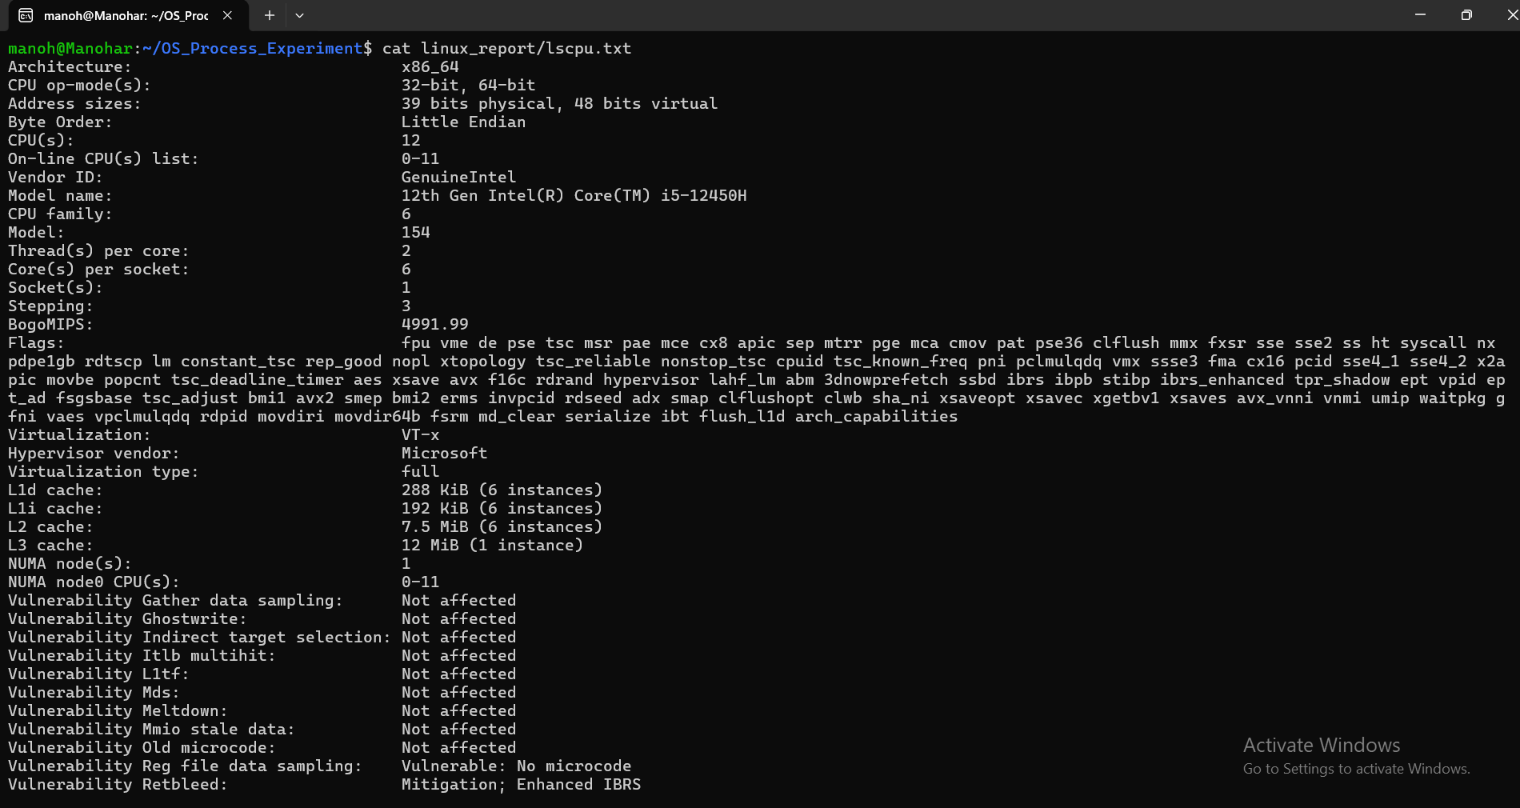 manoh@Manohar: ~/OS_Proc
manoh@Manohar:~/OS_Process_Experiment$ cat linux_report/lscpu.txt
Architecture: x86_64
CPU op-mode(s): 32-bit, 64-bit
Address sizes: 39 bits physical, 48 bits virtual
Byte Order: Little Endian
CPU(s): 12
On-line CPU(s) list: 0-11
Vendor ID: GenuineIntel
Model name: 12th Gen Intel(R) Core(TM) i5-12450H
CPU family: 6
Model: 154
Thread(s) per core: 2
Core(s) per socket: 6
Socket(s): 1
Stepping: 3
BogoMIPS: 4991.99
Flags: fpu vme de pse tsc msr pae mce cx8 apic sep mtrr pge mca cmov pat pse36 clflush mmx fxsr sse sse2 ss ht syscall nx
pdpe1gb rdtscp lm constant_tsc rep_good nopl xtopology tsc_reliable nonstop_tsc cpuid tsc_known_freq pni pclmulqdq vmx ssse3 fma cx16 pcid sse4_1 sse4_2 x2a
pic movbe popcnt tsc_deadline_timer aes xsave avx f16c rdrand hypervisor lahf_lm abm 3dnowprefetch ssbd ibrs ibpb stibp ibrs_enhanced tpr_shadow ept vpid ep
t_ad fsgsbase tsc_adjust bmi1 avx2 smep bmi2 erms invpcid rdseed adx smap clflushopt clwb sha_ni xsaveopt xsavec xgetbv1 xsaves avx_vnni vnmi umip waitpkg g
fni vaes vpclmulqdq rdpid movdiri movdir64b fsrm md_clear serialize ibt flush_l1d arch_capabilities
Virtualization: VT-x
Hypervisor vendor: Microsoft
Virtualization type: full
L1d cache: 288 KiB (6 instances)
L1i cache: 192 KiB (6 instances)
L2 cache: 7.5 MiB (6 instances)
L3 cache: 12 MiB (1 instance)
NUMA node(s): 1
NUMA node0 CPU(s): 0-11
Vulnerability Gather data sampling: Not affected
Vulnerability Ghostwrite: Not affected
Vulnerability Indirect target selection: Not affected
Vulnerability Itlb multihit: Not affected
Vulnerability L1tf: Not affected
Vulnerability Mds: Not affected
Vulnerability Meltdown: Not affected
Vulnerability Mmio stale data: Not affected
Vulnerability Old microcode: Not affected
Vulnerability Reg file data sampling: Vulnerable: No microcode
Vulnerability Retbleed: Mitigation; Enhanced IBRS
Activate Windows
Go to Settings to activate Windows.